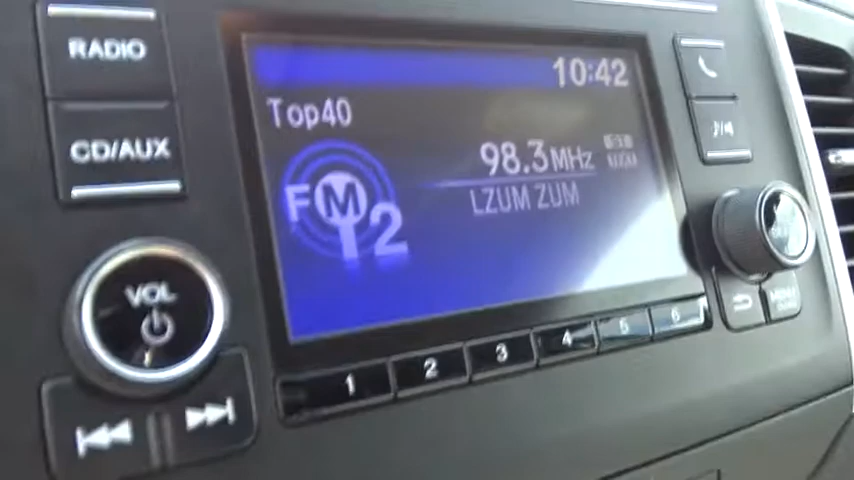 RADIO
10:42
Top40
98.3MHz
CD/AUX
LZUM ZUM
FM2
VOL
MENU
1 2 3 4 5 6